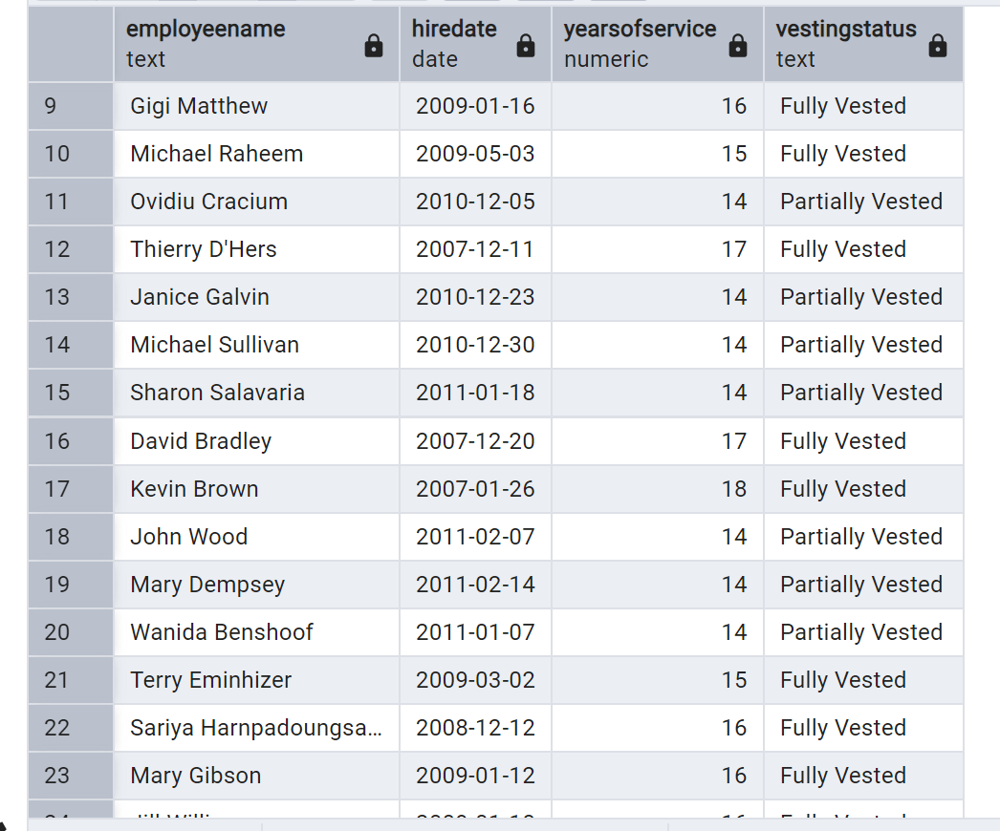 employeename hiredate yearsofservice vestingstatus
text date numeric text
9 Gigi Matthew 2009-01-16 16 Fully Vested
10 Michael Raheem 2009-05-03 15 Fully Vested
11 Ovidiu Cracium 2010-12-05 14 Partially Vested
12 Thierry D'Hers 2007-12-11 17 Fully Vested
13 Janice Galvin 2010-12-23 14 Partially Vested
14 Michael Sullivan 2010-12-30 14 Partially Vested
15 Sharon Salavaria 2011-01-18 14 Partially Vested
16 David Bradley 2007-12-20 17 Fully Vested
17 Kevin Brown 2007-01-26 18 Fully Vested
18 John Wood 2011-02-07 14 Partially Vested
19 Mary Dempsey 2011-02-14 14 Partially Vested
20 Wanida Benshoof 2011-01-07 14 Partially Vested
21 Terry Eminhizer 2009-03-02 15 Fully Vested
22 Sariya Harnpadoungsa... 2008-12-12 16 Fully Vested
23 Mary Gibson 2009-01-12 16 Fully Vested